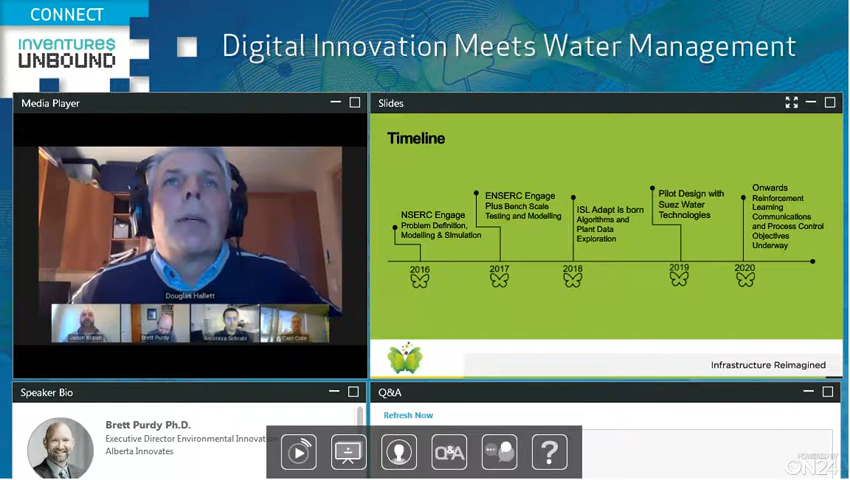 CONNECT
INVENTURES
UNBOUND
Digital Innovation Meets Water Management
Media Player
Douglas Hallett
Brett Purdy
Cam Cote
Slides
Timeline
NSERC Engage
Problem Definition,
Modelling & Simulation
2016
ENSERC Engage
Plus Bench Scale
Testing and Modelling
2017
ISL Adapt is born
Algorithms and
Plant Data
Exploration
2018
Pilot Design with
Suez Water
Technologies
2019
Onwards
Reinforcement
Learning
Communications
and Process Control
Objectives
Underway
2020
Infrastructure Reimagined
Speaker Bio
Brett Purdy Ph.D.
Executive Director Environmental Innovation
Alberta Innovates
Q&A
Refresh Now
Q&A
?
POWERED BY
ON24